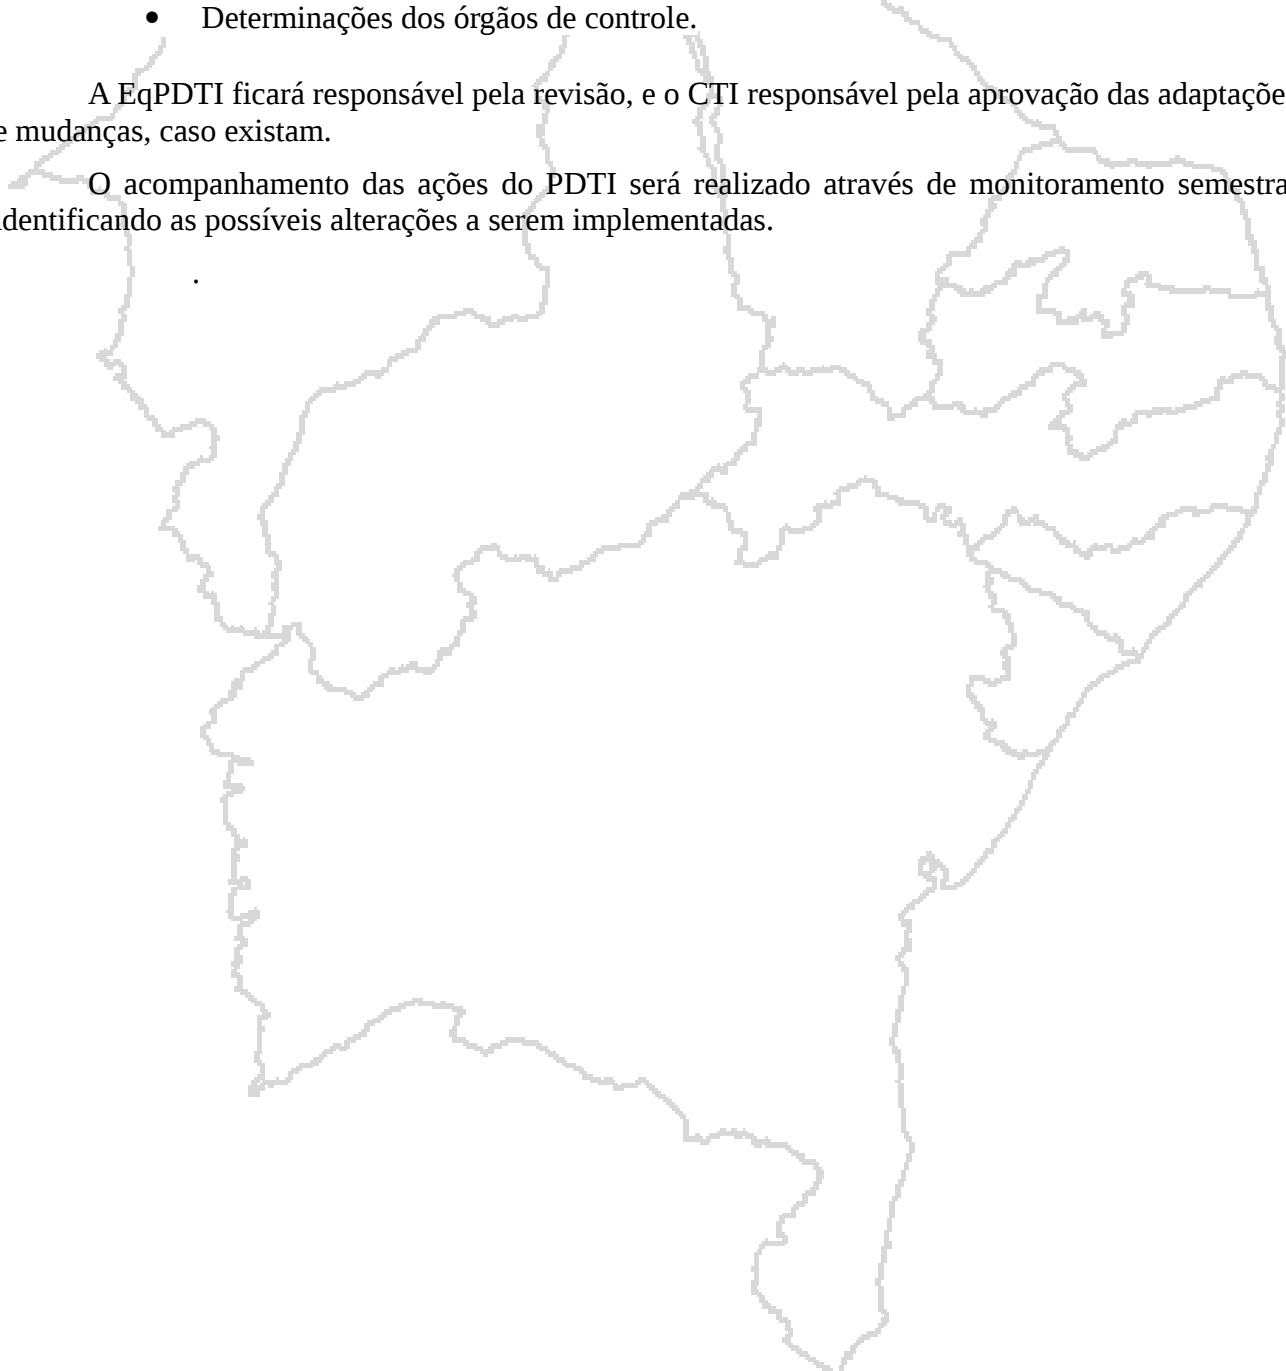 • Determinações dos órgãos de controle.
A EqPDTI ficará responsável pela revisão, e o CTI responsável pela aprovação das adaptaçõe
e mudanças, caso existam.
O acompanhamento das ações do PDTI será realizado através de monitoramento semestra
identificando as possíveis alterações a serem implementadas.
.